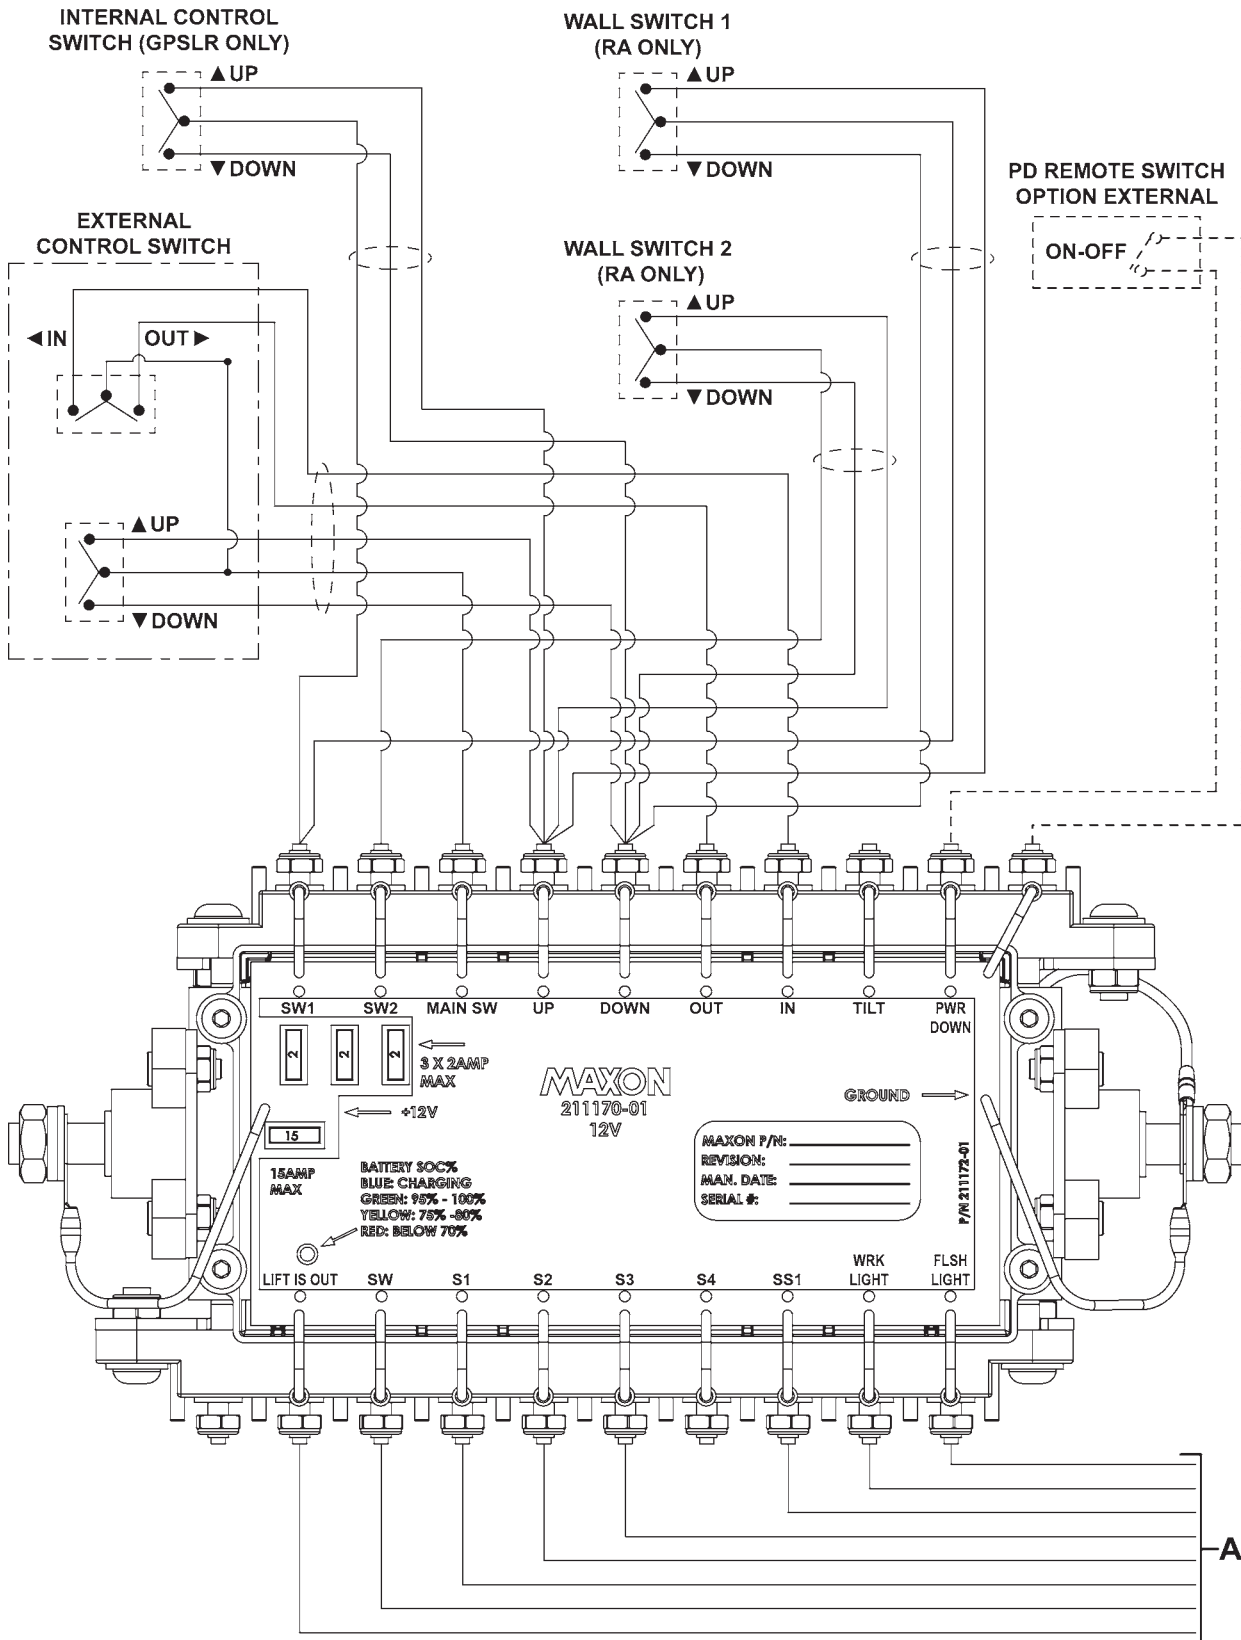 INTERNAL CONTROL
SWITCH (GPSLR ONLY)
▲UP
▼DOWN
WALL SWITCH 1
(RA ONLY)
▲UP
▼DOWN
PD REMOTE SWITCH
OPTION EXTERNAL
ON-OFF
EXTERNAL
CONTROL SWITCH
◄IN
OUT►
▲UP
▼DOWN
WALL SWITCH 2
(RA ONLY)
▲UP
▼DOWN
SW1
SW2
MAIN SW
UP
DOWN
OUT
IN
TILT
PWR
DOWN
2
2
2
3 X 2AMP
MAX
+12V
15
15AMP
MAX
MAXON
211170-01
12V
GROUND
MAXON P/N:
REVISION:
MAN. DATE:
SERIAL #:
P/N 211172-01
BATTERY SOC%
BLUE: CHARGING
GREEN: 95% - 100%
YELLOW: 75% -80%
RED: BELOW 70%
LIFT IS OUT
SW
S1
S2
S3
S4
SS1
WRK
LIGHT
FLSH
LIGHT
A